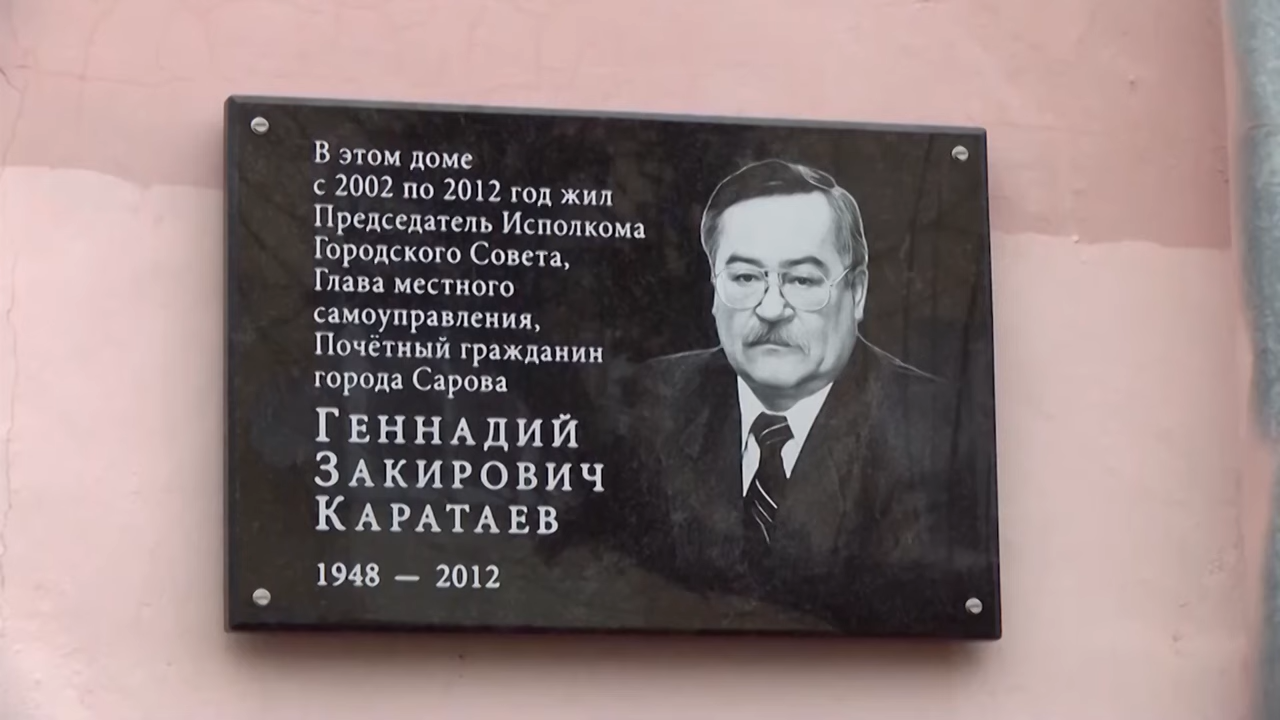 В этом доме
с 2002 по 2012 год жил
Председатель Исполкома
Городского Совета,
Глава местного
самоуправления,
Почётный гражданин
города Сарова
ГЕННАДИЙ
ЗАКИРОВИЧ
КАРАТАЕВ
1948 — 2012